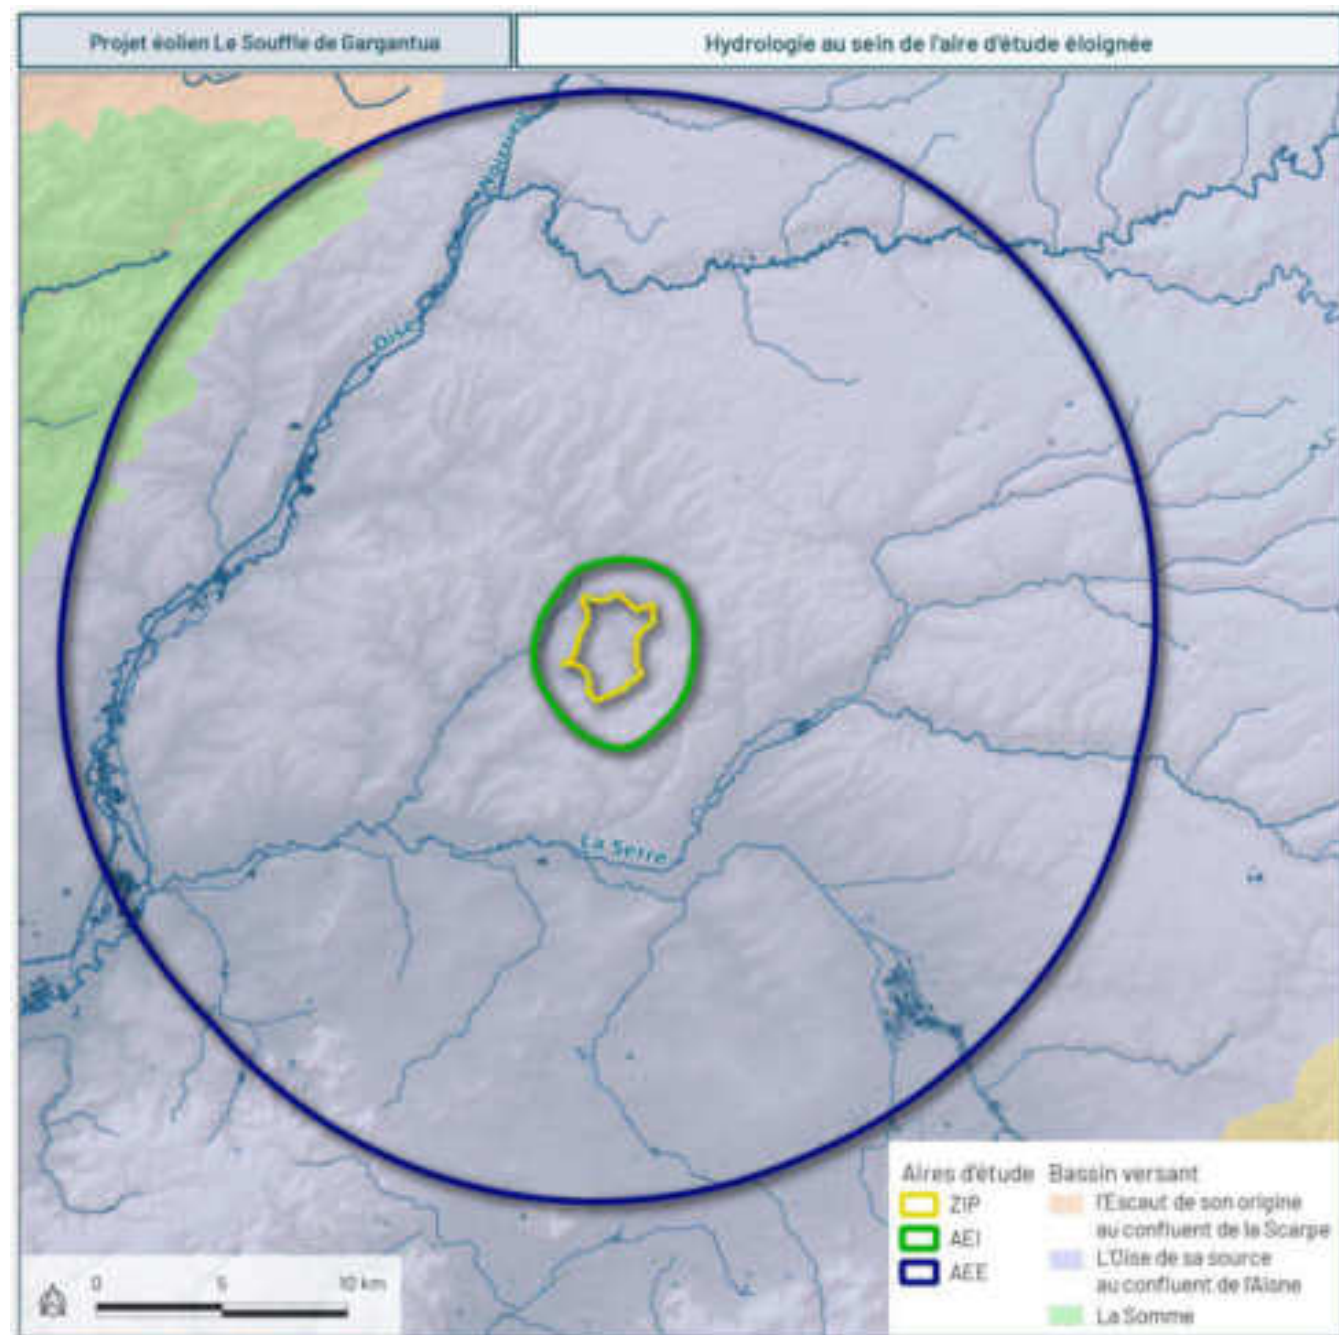 Projet éolien Le Souffle de Gargantua
Hydrologie au sein de l'aire d'étude éloignée
Noirrieu
Oise
La Serre
Aires d'étude
ZIP
AEI
AEE
Bassin versant
l'Escaut de son origine
au confluent de la Scarpe
L'Oise de sa source
au confluent de l'Aisne
La Somme
0 5 10 km